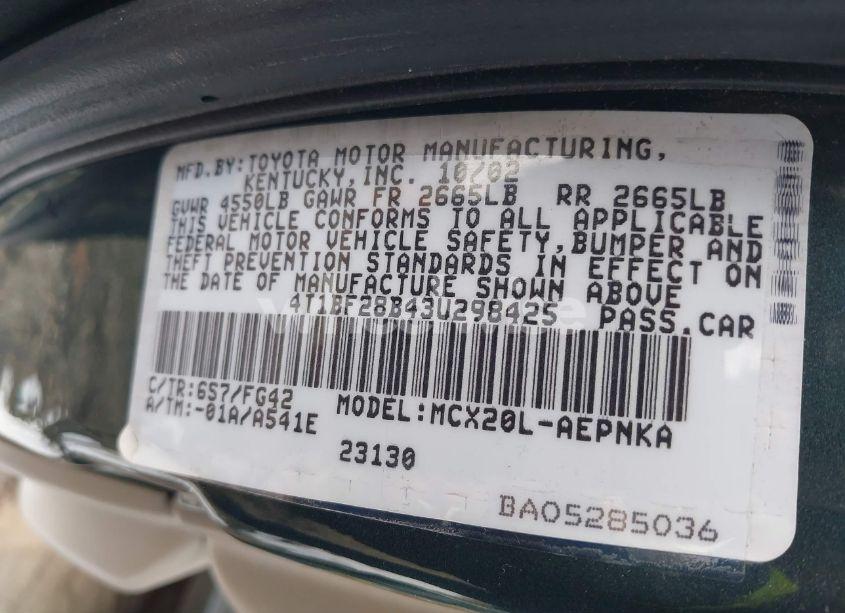 MFD.BY:TOYOTA MOTOR MANUFACTURING,
KENTUCKY,INC. 10/02
GVWR 4550LB GAWR FR 2665LB RR 2665LB
THIS VEHICLE CONFORMS TO ALL APPLICABLE
FEDERAL MOTOR VEHICLE SAFETY,BUMPER AND
THEFT PREVENTION STANDARDS IN EFFECT ON
THE DATE OF MANUFACTURE SHOWN ABOVE
4T1BF28B43U298425 PASS.CAR
C/TR:6S7/FG42
A/TM:-01A/A541E MODEL:MCX20L-AEPNKA
23130
BA05285036